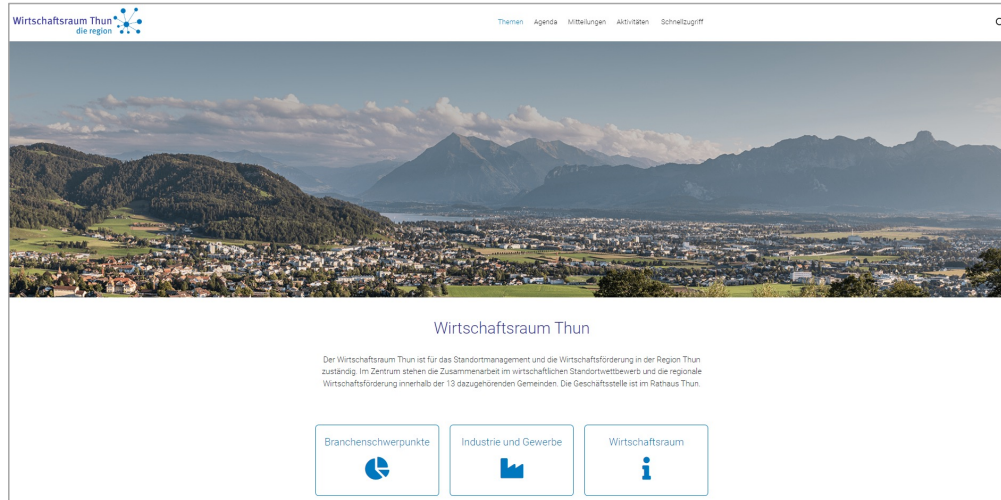 Wirtschaftsraum Thun
die region
Themen Agenda Mitteilungen Aktivitäten Schnellzugriff
Wirtschaftsraum Thun
Der Wirtschaftsraum Thun ist für das Standortmanagement und die Wirtschaftsförderung in der Region Thun
zuständig. Im Zentrum stehen die Zusammenarbeit im wirtschaftlichen Standortwettbewerb und die regionale
Wirtschaftsförderung innerhalb der 13 dazugehörenden Gemeinden. Die Geschäftsstelle ist im Rathaus Thun.
Branchenschwerpunkte Industrie und Gewerbe Wirtschaftsraum